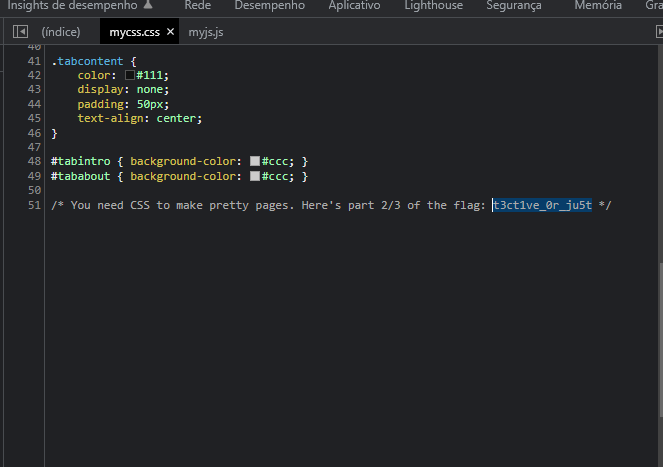 Insights de desempenho Rede Desempenho Aplicativo Lighthouse Segurança Memória
(índice) mycss.css × myjs.js
40
41 .tabcontent {
42 color: #111;
43 display: none;
44 padding: 50px;
45 text-align: center;
46 }
47
48 #tabintro { background-color: #ccc; }
49 #tababout { background-color: #ccc; }
50
51 /* You need CSS to make pretty pages. Here's part 2/3 of the flag: t3ct1ve_0r_ju5t */